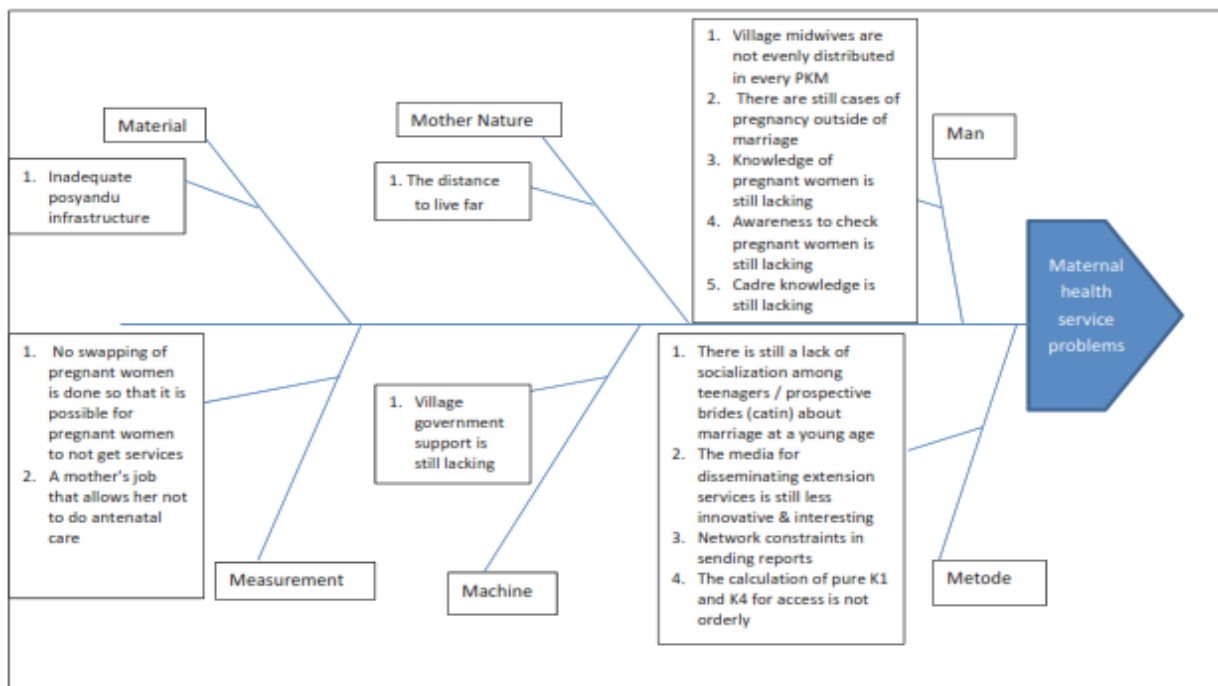 Material
1. Inadequate
posyandu
infrastructure
Mother Nature
1. The distance
to live far
1. Village midwives are
not evenly distributed
in every PKM
2. There are still cases of
pregnancy outside of
marriage
3. Knowledge of
pregnant women is
still lacking
4. Awareness to check
pregnant women is
still lacking
5. Cadre knowledge is
still lacking
Man
Maternal
health
service
problems
1. No swapping of
pregnant women
is done so that it is
possible for
pregnant women
to not get services
2. A mother's job
that allows her not
to do antenatal
care
Measurement
1. Village
government
support is
still lacking
Machine
1. There is still a lack of
socialization among
teenagers / prospective
brides (catin) about
marriage at a young age
2. The media for
disseminating extension
services is still less
innovative & interesting
3. Network constraints in
sending reports
4. The calculation of pure K1
and K4 for access is not
orderly
Metode